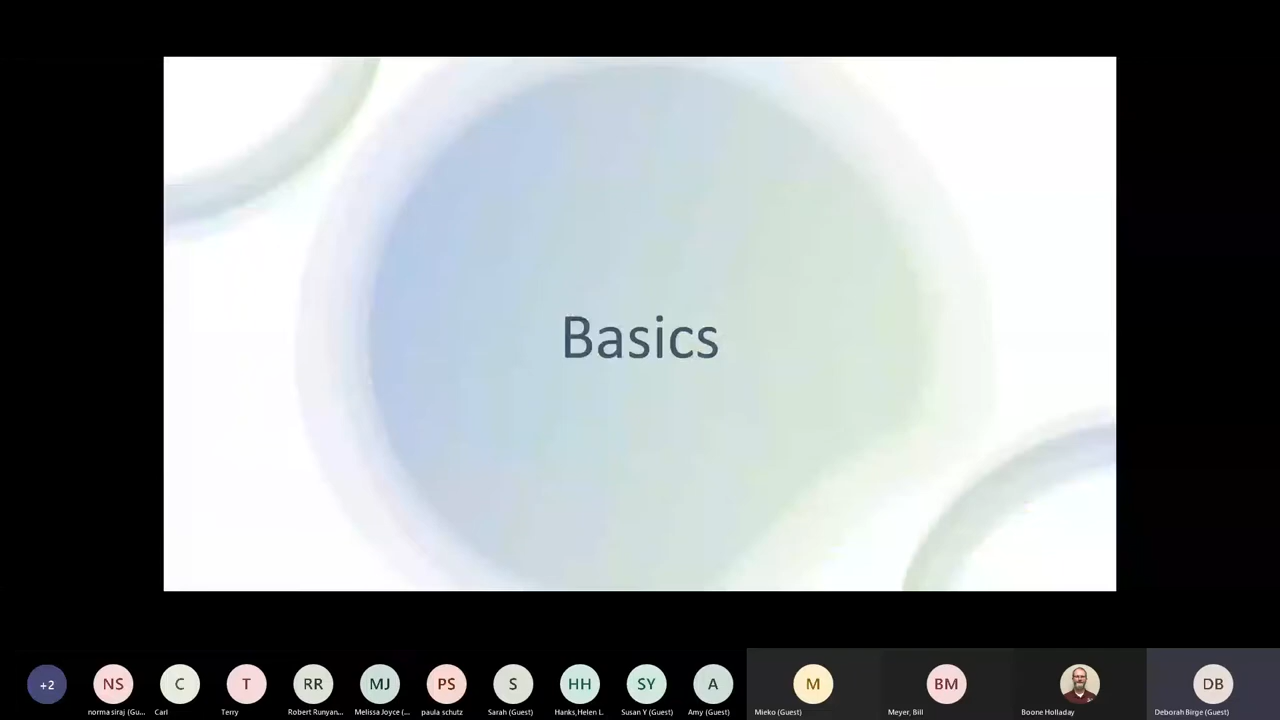 Basics
+2
NS
C
T
RR
MJ
PS
S
HH
SY
A
M
BM
DB
norma siraj (Gu...
Carl
Terry
Robert Runyan...
Melissa Joyce (...
paula schutz
Sarah (Guest)
Hanks,Helen L.
Susan Y (Guest)
Amy (Guest)
Mieko (Guest)
Meyer, Bill
Boone Holladay
Deborah Birge (Guest)